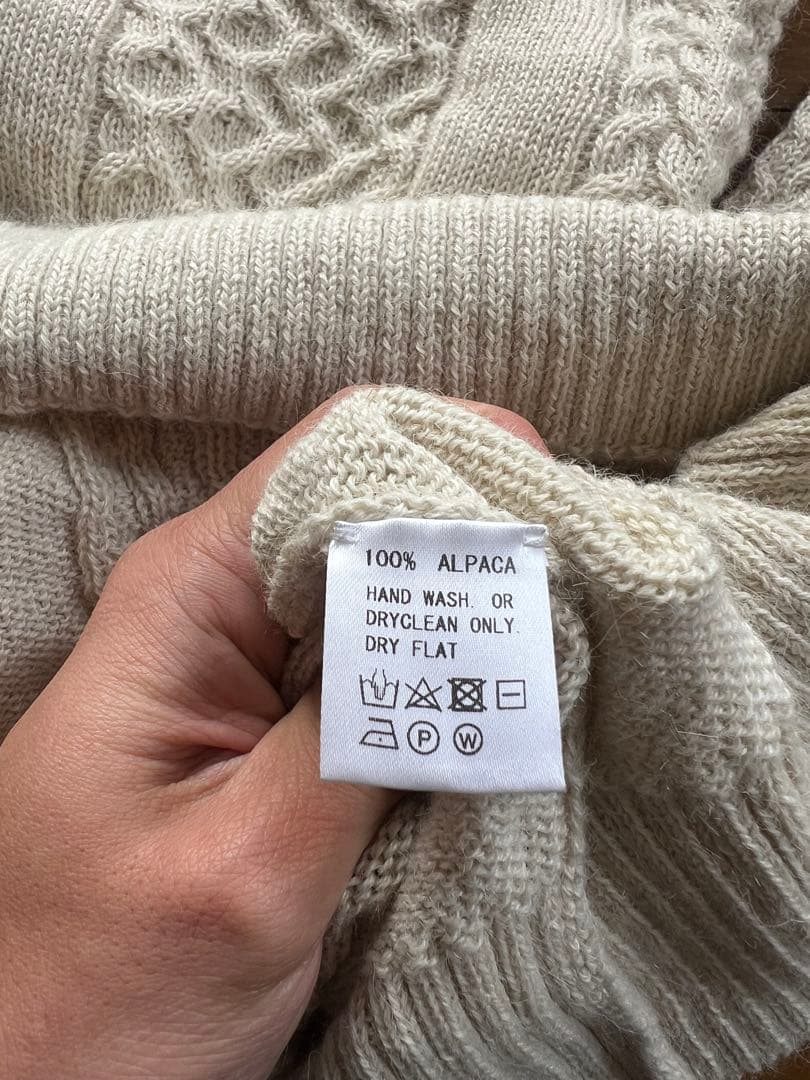 100% ALPACA
HAND WASH. OR
DRYCLEAN ONLY.
DRY FLAT
P W